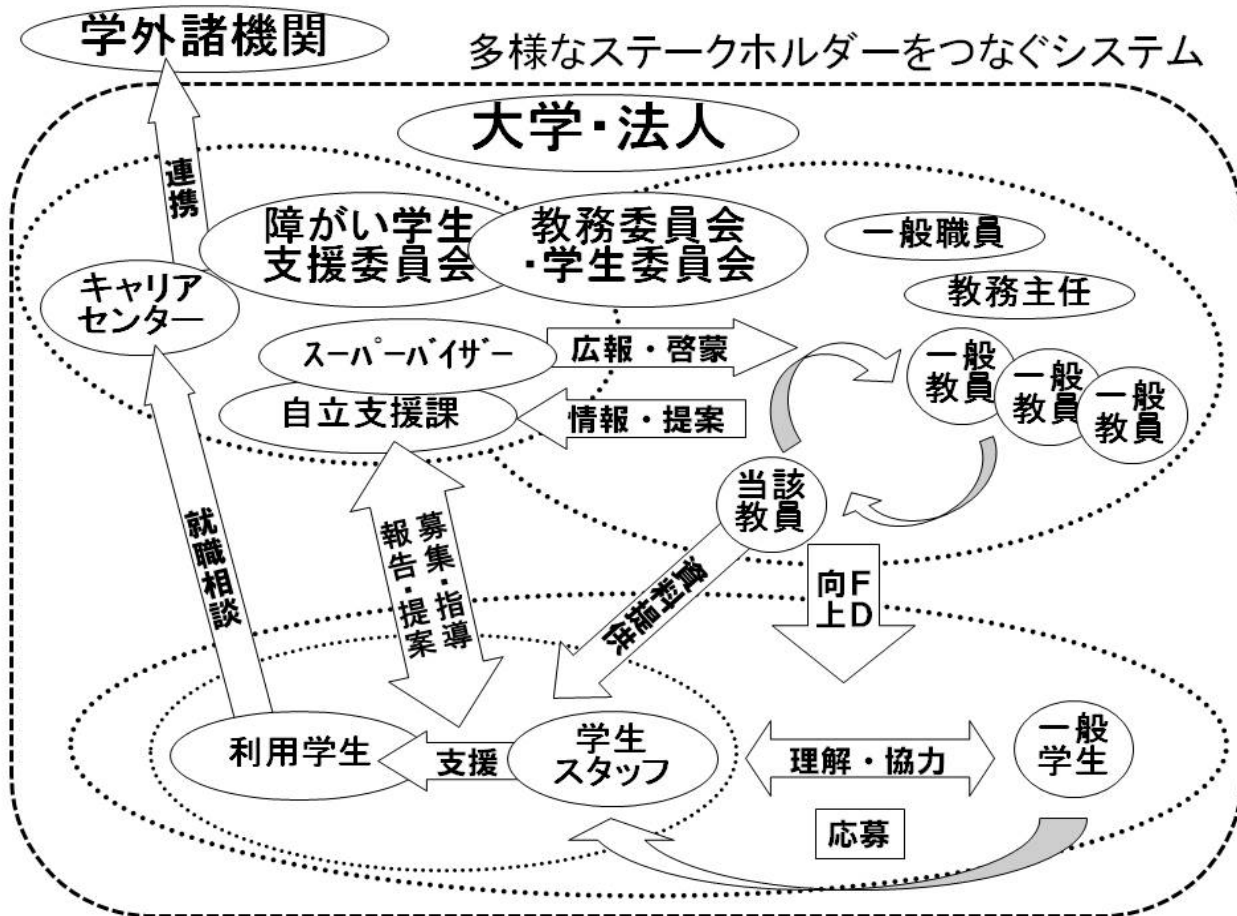 学外諸機関
多様なステークホルダーをつなぐシステム
大学・法人
連携
障がい学生
支援委員会
教務委員会
・学生委員会
一般職員
キャリア
センター
教務主任
スーパーバイザー
広報・啓蒙
一般
教員
一般
教員
一般
教員
自立支援課
情報・提案
当該
教員
就職相談
募集・指導
報告・提案
資料提供
FD
向上
利用学生
支援
学生
スタッフ
理解・協力
一般
学生
応募